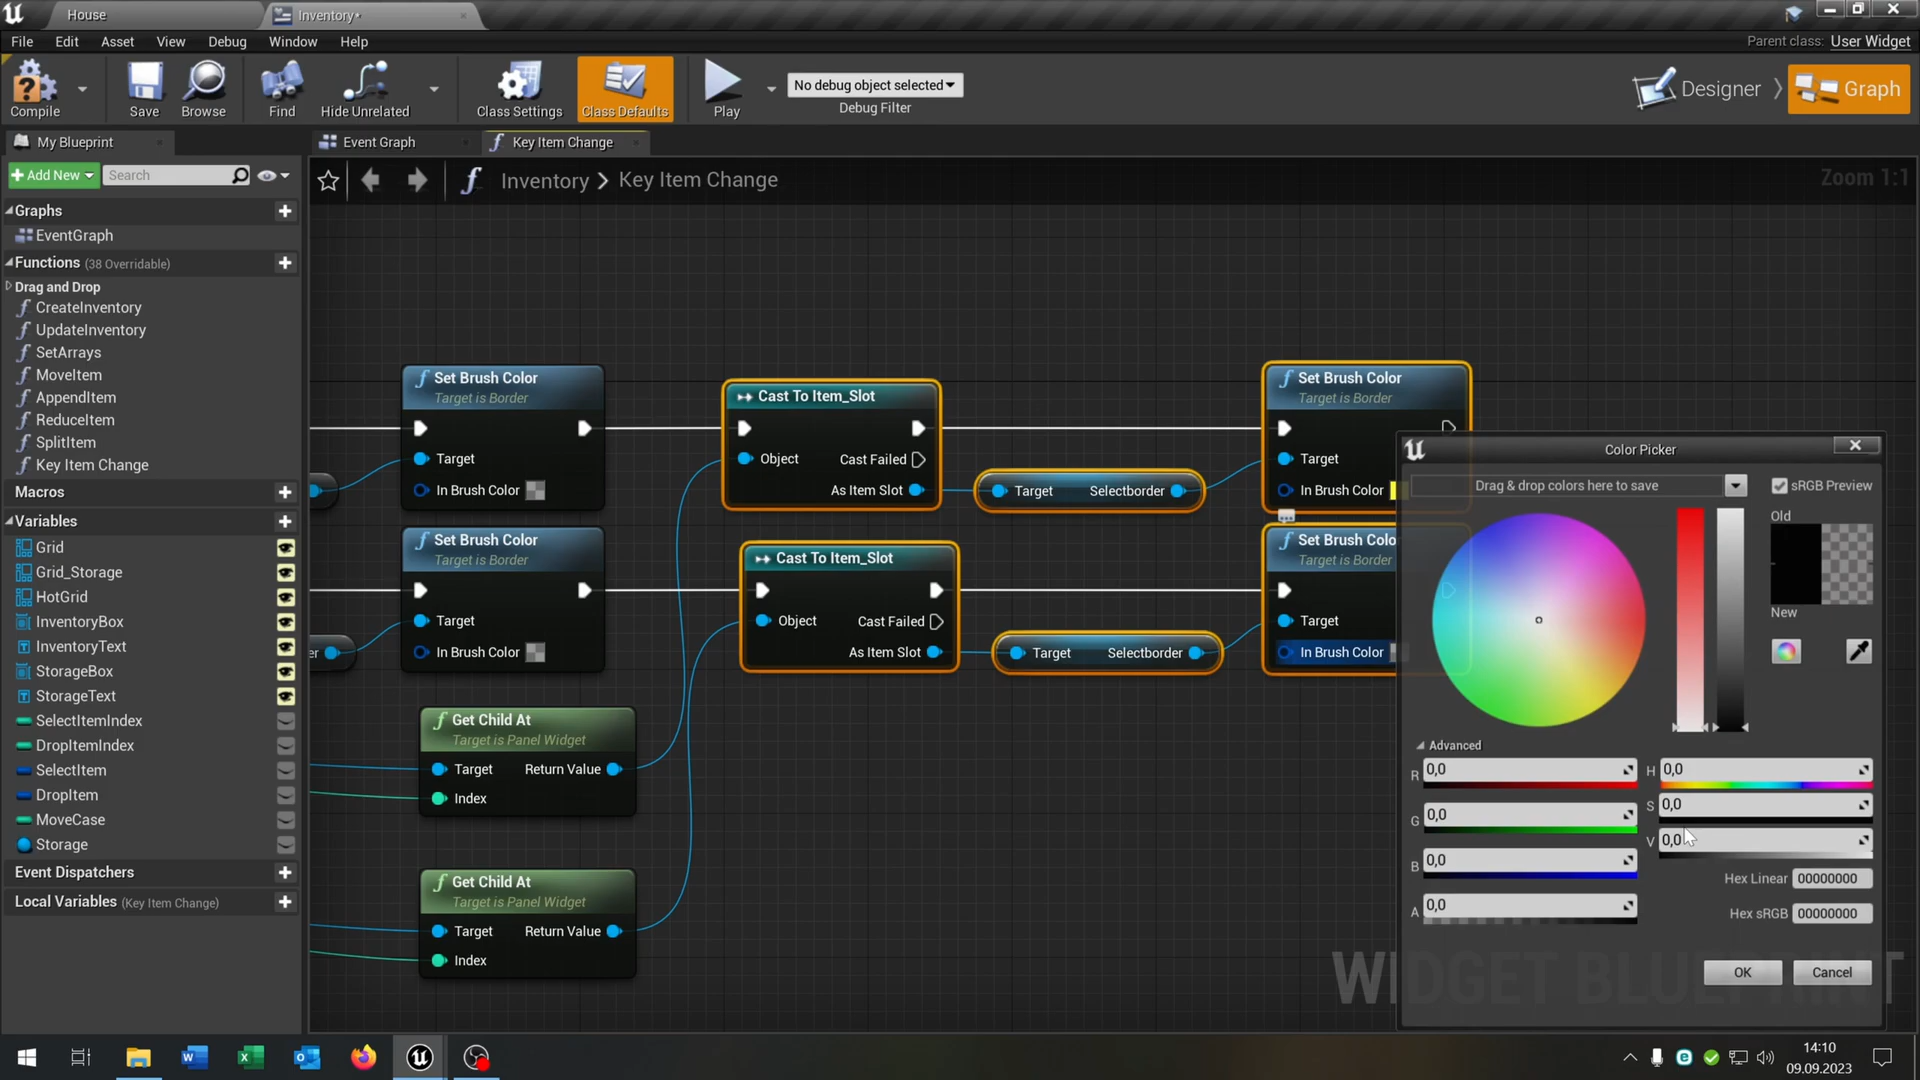 House
Inventory*
File Edit Asset View Debug Window Help
Parent class: User Widget
Compile
Save
Browse
Find
Hide Unrelated
Class Settings
Class Defaults
Play
No debug object selected
Debug Filter
Designer
Graph
My Blueprint
Event Graph
Key Item Change
Add New
Search
Inventory > Key Item Change
Zoom 1:1
Graphs
EventGraph
Functions (38 Overridable)
Drag and Drop
CreateInventory
UpdateInventory
SetArrays
MoveItem
AppendItem
ReduceItem
SplitItem
Key Item Change
Macros
Variables
Grid
Grid_Storage
HotGrid
InventoryBox
InventoryText
StorageBox
StorageText
SelectItemIndex
DropItemIndex
SelectItem
DropItem
MoveCase
Storage
Event Dispatchers
Local Variables (Key Item Change)
Set Brush Color
Target is Border
Target
In Brush Color
Set Brush Color
Target is Border
Target
er
In Brush Color
Get Child At
Target is Panel Widget
Target Return Value
Index
Get Child At
Target is Panel Widget
Target Return Value
Index
Cast To Item_Slot
Object Cast Failed
As Item Slot
Target Selectborder
Cast To Item_Slot
Object Cast Failed
As Item Slot
Target Selectborder
Set Brush Color
Target is Border
Target
In Brush Color
Set Brush Colo
Target is Border
Target
In Brush Color
Color Picker
Drag & drop colors here to save
sRGB Preview
Old
New
Advanced
R 0,0
G 0,0
B 0,0
A 0,0
H 0,0
S 0,0
V 0,0
Hex Linear 00000000
Hex sRGB 00000000
OK
Cancel
WIDGET BLUEPRINT
14:10
09.09.2023